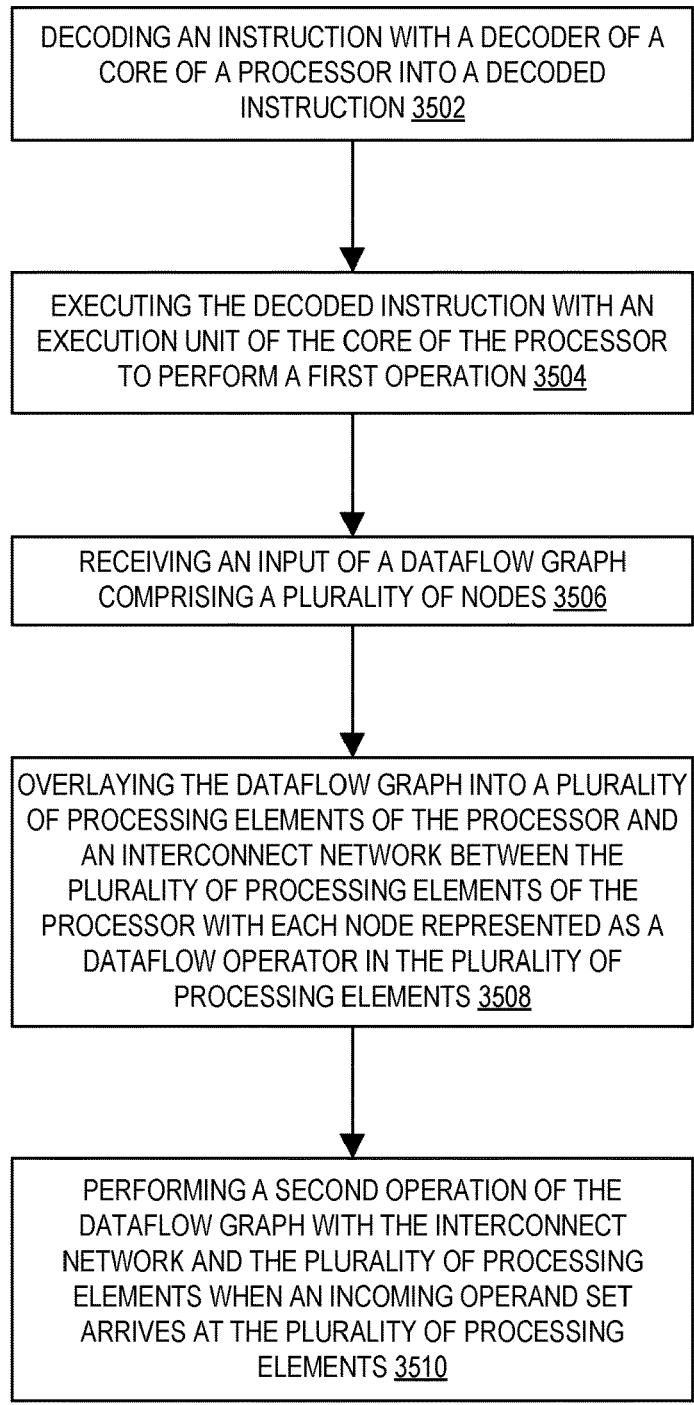 DECODING AN INSTRUCTION WITH A DECODER OF A
CORE OF A PROCESSOR INTO A DECODED
INSTRUCTION 3502
EXECUTING THE DECODED INSTRUCTION WITH AN
EXECUTION UNIT OF THE CORE OF THE PROCESSOR
TO PERFORM A FIRST OPERATION 3504
RECEIVING AN INPUT OF A DATAFLOW GRAPH
COMPRISING A PLURALITY OF NODES 3506
OVERLAYING THE DATAFLOW GRAPH INTO A PLURALITY
OF PROCESSING ELEMENTS OF THE PROCESSOR AND
AN INTERCONNECT NETWORK BETWEEN THE
PLURALITY OF PROCESSING ELEMENTS OF THE
PROCESSOR WITH EACH NODE REPRESENTED AS A
DATAFLOW OPERATOR IN THE PLURALITY OF
PROCESSING ELEMENTS 3508
PERFORMING A SECOND OPERATION OF THE
DATAFLOW GRAPH WITH THE INTERCONNECT
NETWORK AND THE PLURALITY OF PROCESSING
ELEMENTS WHEN AN INCOMING OPERAND SET
ARRIVES AT THE PLURALITY OF PROCESSING
ELEMENTS 3510